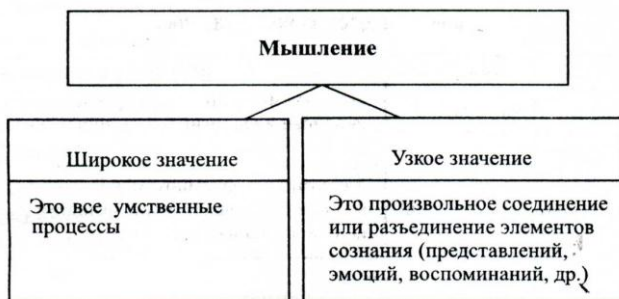 Мышление
Широкое значение
Это все умственные
процессы
Узкое значение
Это произвольное соединение
или разъединение элементов
сознания (представлений,
эмоций, воспоминаний, др.)